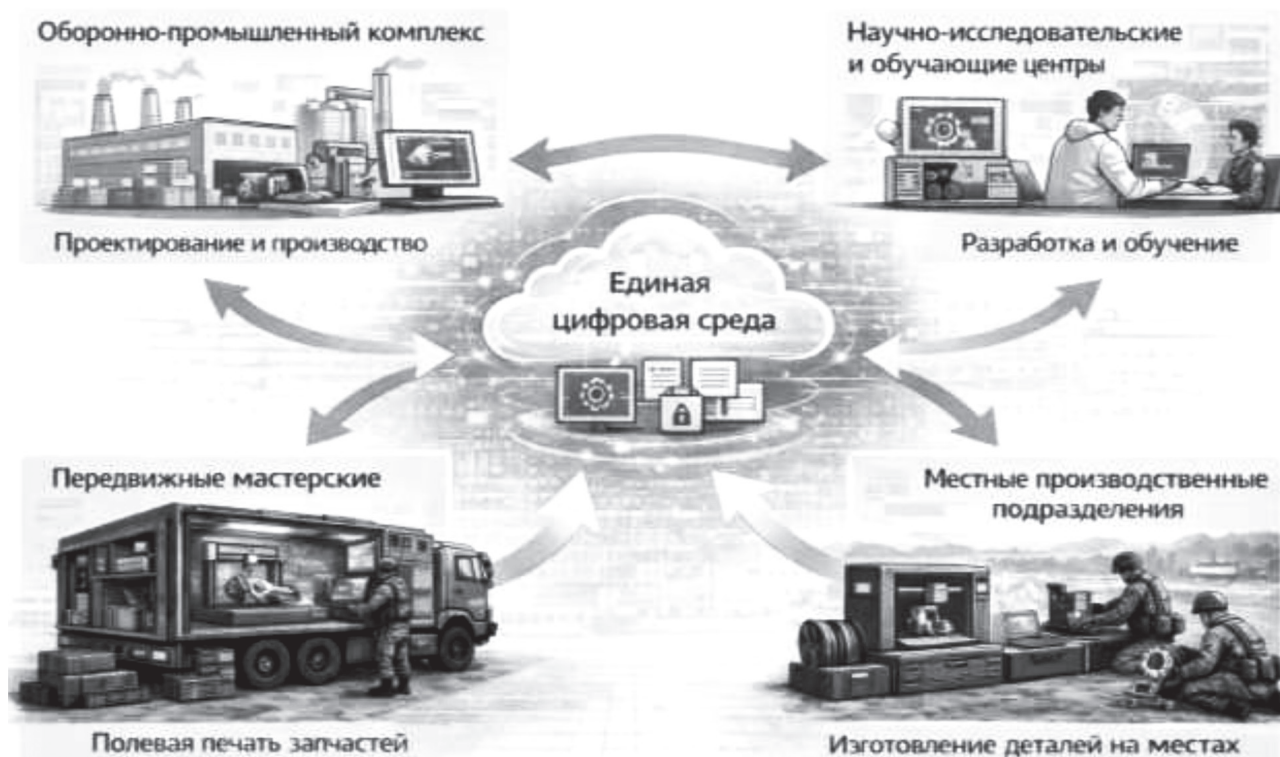 Оборонно-промышленный комплекс
Проектирование и производство
Научно-исследовательские
и обучающие центры
Разработка и обучение
Единая
цифровая среда
Передвижные мастерские
Полевая печать запчастей
Местные производственные
подразделения
Изготовление деталей на местах